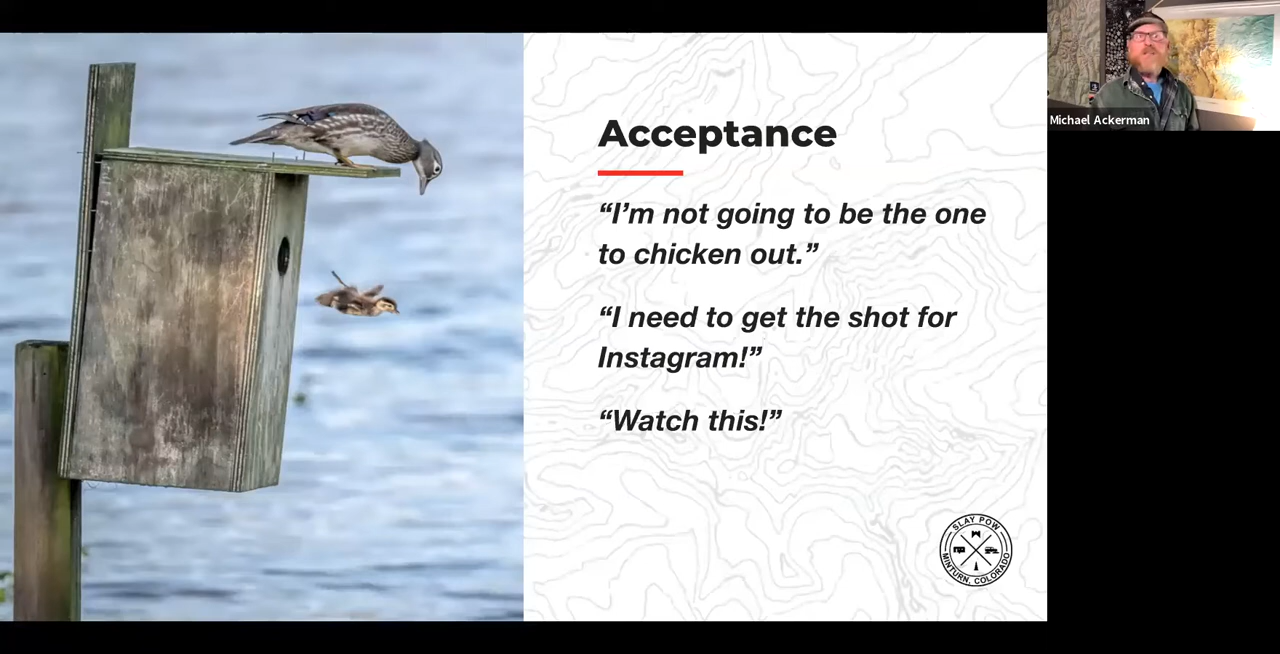 Acceptance
“I’m not going to be the one
to chicken out.”
“I need to get the shot for
Instagram!”
“Watch this!”
SLAY POW
MINTURN, COLORADO
Michael Ackerman